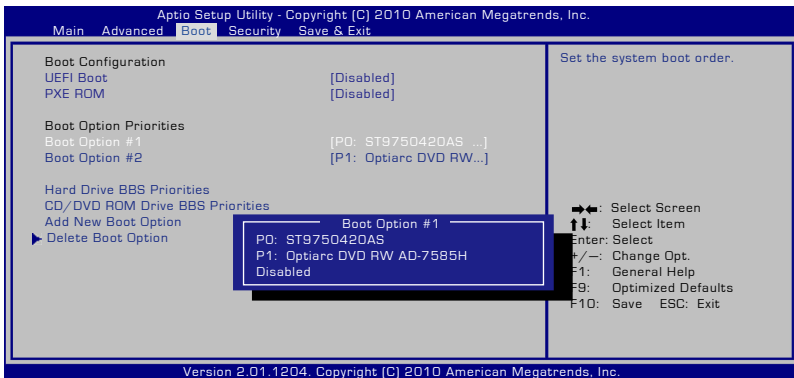 Aptio Setup Utility - Copyright (C) 2010 American Megatrends, Inc.
Main Advanced Boot Security Save & Exit
Boot Configuration
UEFI Boot [Disabled]
PXE ROM [Disabled]
Boot Option Priorities
Boot Option #1 [P0: ST9750420AS ...]
Boot Option #2 [P1: Optiarc DVD RW...]
Hard Drive BBS Priorities
CD/DVD ROM Drive BBS Priorities
Add New Boot Option
Delete Boot Option
Boot Option #1
P0: ST9750420AS
P1: Optiarc DVD RW AD-7585H
Disabled
Set the system boot order.
→←: Select Screen
↑↓: Select Item
Enter: Select
+/—: Change Opt.
F1: General Help
F9: Optimized Defaults
F10: Save ESC: Exit
Version 2.01.1204. Copyright (C) 2010 American Megatrends, Inc.